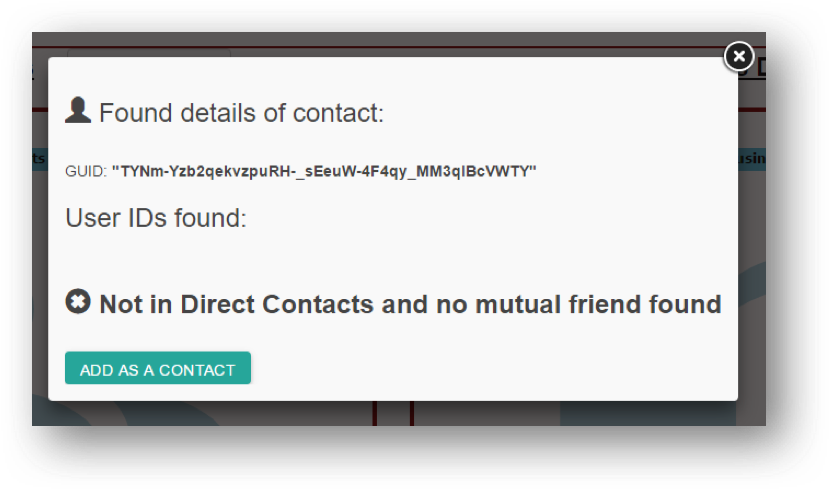 Found details of contact:
GUID: "TYNm-Yzb2qekvzpuRH-_sEeuW-4F4qy_MM3qlBcVWTY"
User IDs found:
Not in Direct Contacts and no mutual friend found
ADD AS A CONTACT